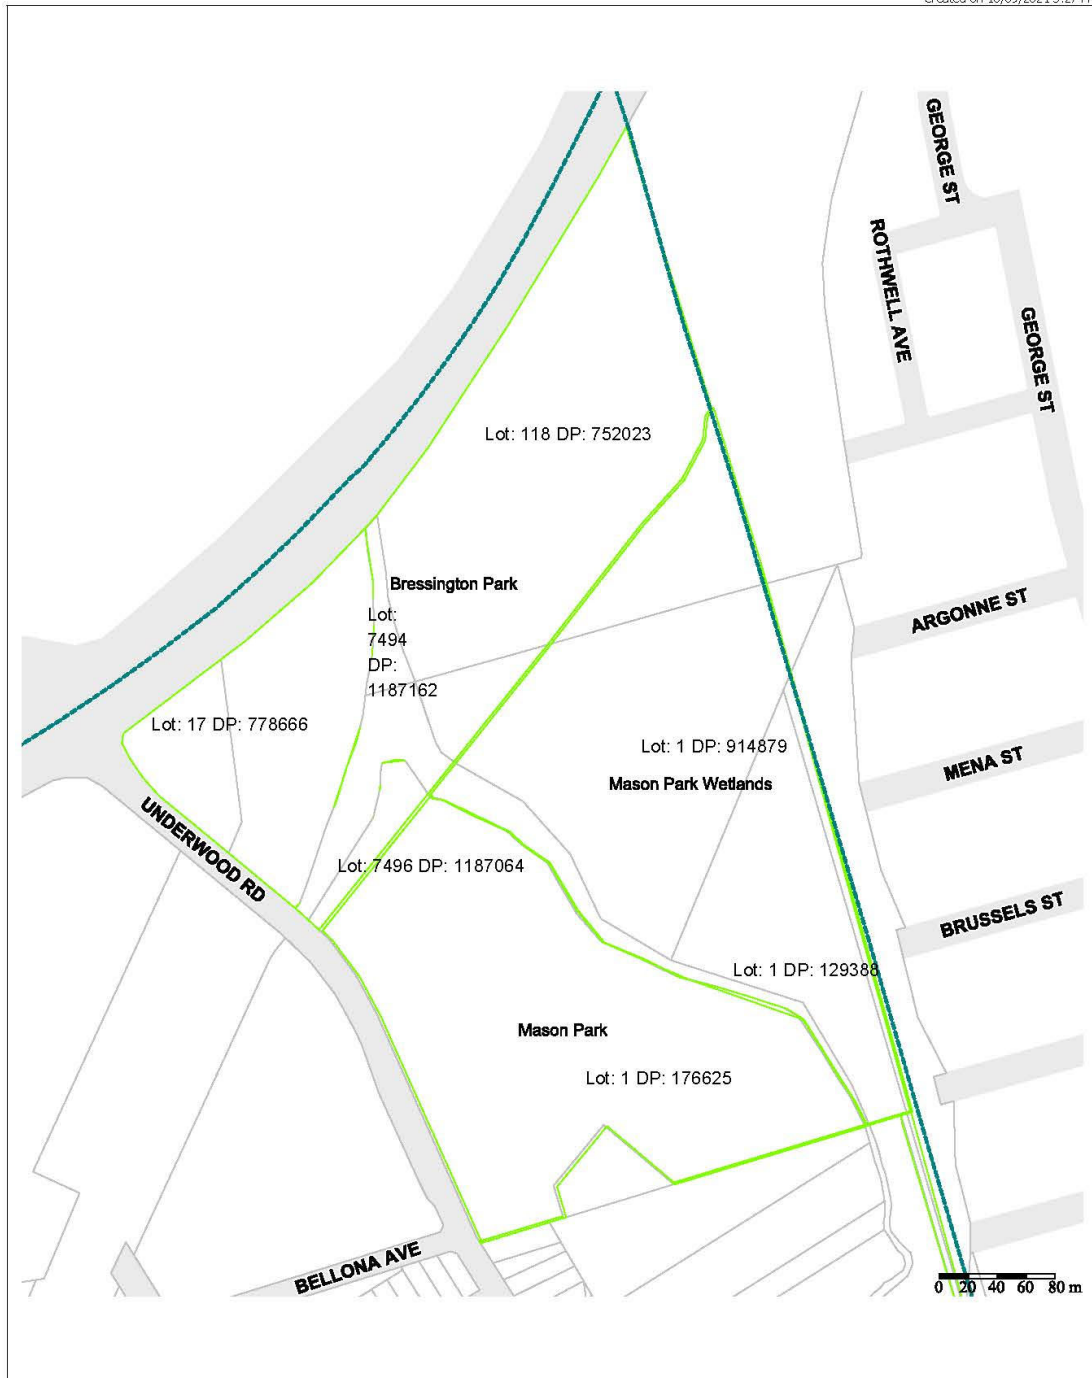 GEORGE ST
ROTHWELL AVE
GEORGE ST
Lot: 118 DP: 752023
Bressington Park
Lot:
7494
DP:
1187162
ARGONNE ST
Lot: 17 DP: 778666
Lot: 1 DP: 914879
MENA ST
Mason Park Wetlands
UNDERWOOD RD
Lot: 7496 DP: 1187064
BRUSSELS ST
Lot: 1 DP: 129388
Mason Park
Lot: 1 DP: 176625
BELLONA AVE
0 20 40 60 80 m